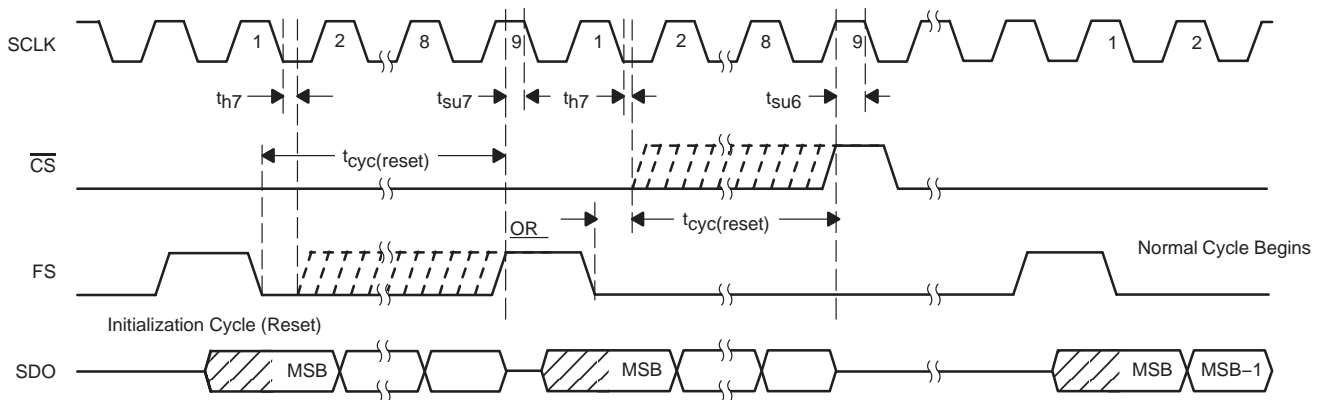 SCLK 1 2 8 9 1 2 8 9 1 2
th7 tsu7 th7 tsu6
CS tcyc(reset)
OR tcyc(reset)
FS Normal Cycle Begins
Initialization Cycle (Reset)
SDO MSB MSB MSB MSB–1